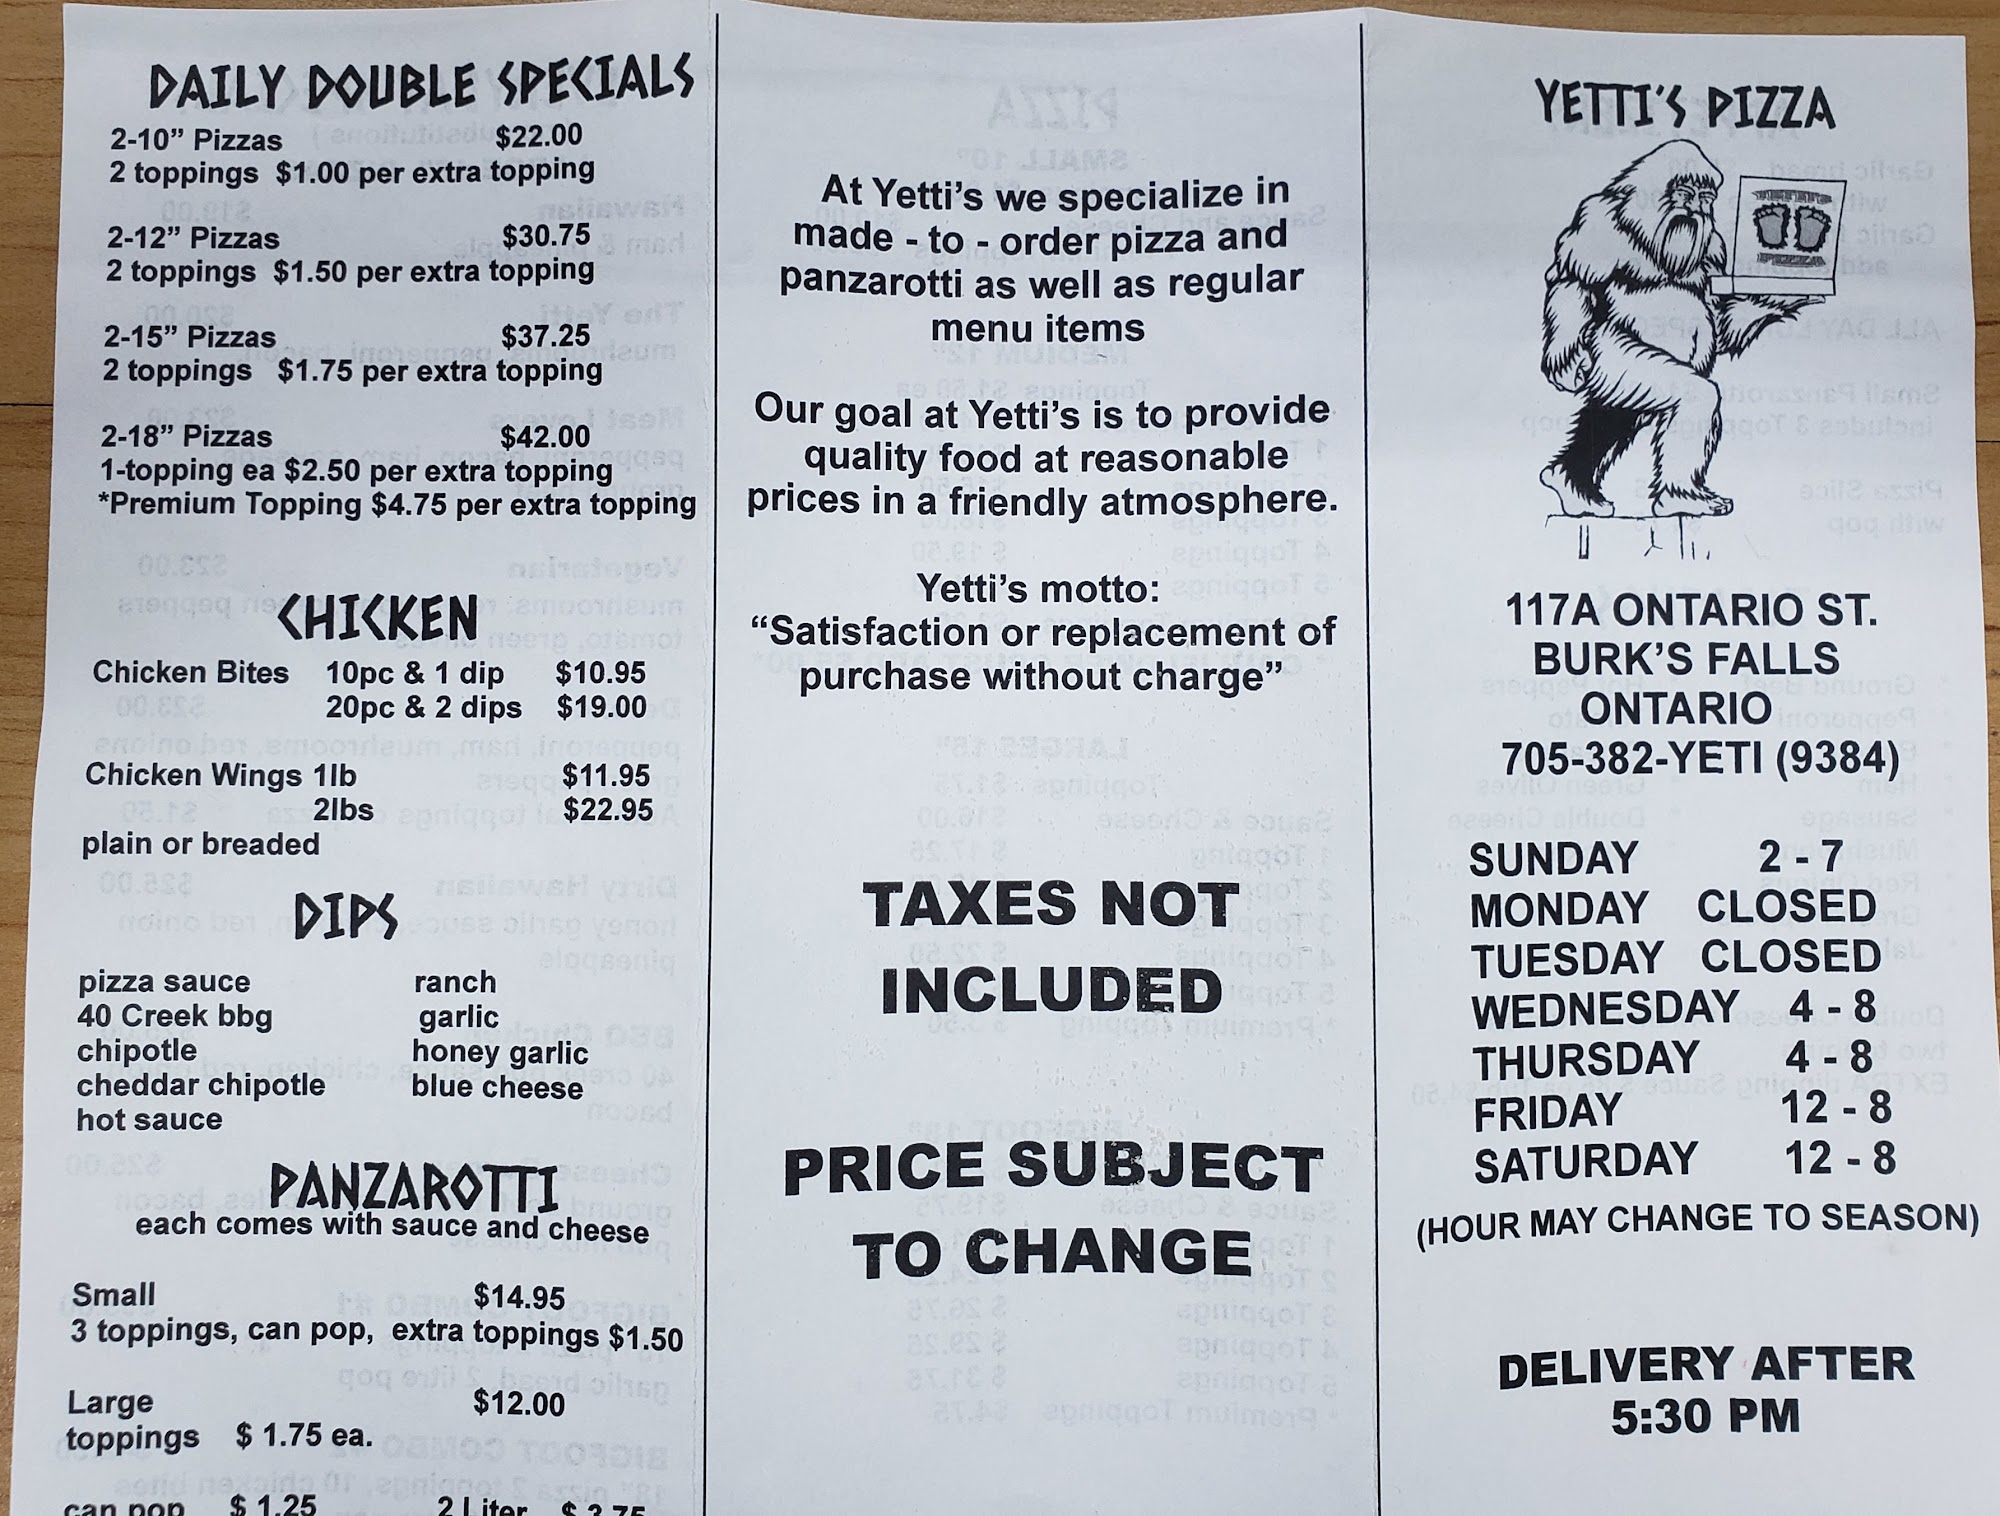 DAILY DOUBLE SPECIALS
2-10” Pizzas $22.00
2 toppings $1.00 per extra topping
2-12” Pizzas $30.75
2 toppings $1.50 per extra topping
2-15” Pizzas $37.25
2 toppings $1.75 per extra topping
2-18” Pizzas $42.00
1-topping ea $2.50 per extra topping
*Premium Topping $4.75 per extra topping
CHICKEN
Chicken Bites 10pc & 1 dip $10.95
20pc & 2 dips $19.00
Chicken Wings 1lb $11.95
2lbs $22.95
plain or breaded
DIPS
pizza sauce ranch
40 Creek bbg garlic
chipotle honey garlic
cheddar chipotle blue cheese
hot sauce
PANZAROTTI
each comes with sauce and cheese
Small $14.95
3 toppings, can pop, extra toppings $1.50
Large $12.00
toppings $ 1.75 ea.
can pop $ 1.25 2 Liter $ 3.75
At Yetti’s we specialize in
made - to - order pizza and
panzarotti as well as regular
menu items
Our goal at Yetti’s is to provide
quality food at reasonable
prices in a friendly atmosphere.
Yetti’s motto:
“Satisfaction or replacement of
purchase without charge”
TAXES NOT
INCLUDED
PRICE SUBJECT
TO CHANGE
YETTI’S PIZZA
PIZZA
117A ONTARIO ST.
BURK’S FALLS
ONTARIO
705-382-YETI (9384)
SUNDAY 2 - 7
MONDAY CLOSED
TUESDAY CLOSED
WEDNESDAY 4 - 8
THURSDAY 4 - 8
FRIDAY 12 - 8
SATURDAY 12 - 8
(HOUR MAY CHANGE TO SEASON)
DELIVERY AFTER
5:30 PM